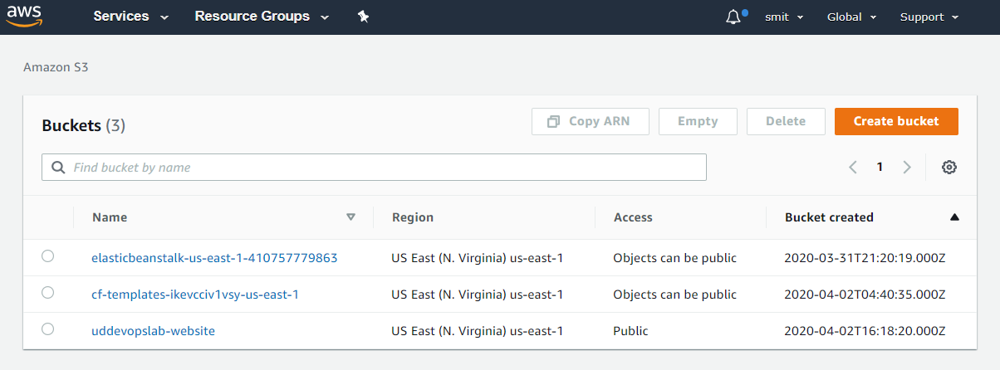 aws Services Resource Groups smit Global Support
Amazon S3
Buckets (3) Copy ARN Empty Delete Create bucket
Find bucket by name 1
Name Region Access Bucket created
elasticbeanstalk-us-east-1-410757779863 US East (N. Virginia) us-east-1 Objects can be public 2020-03-31T21:20:19.000Z
cf-templates-ikevcciv1vsy-us-east-1 US East (N. Virginia) us-east-1 Objects can be public 2020-04-02T04:40:35.000Z
uddevopslab-website US East (N. Virginia) us-east-1 Public 2020-04-02T16:18:20.000Z